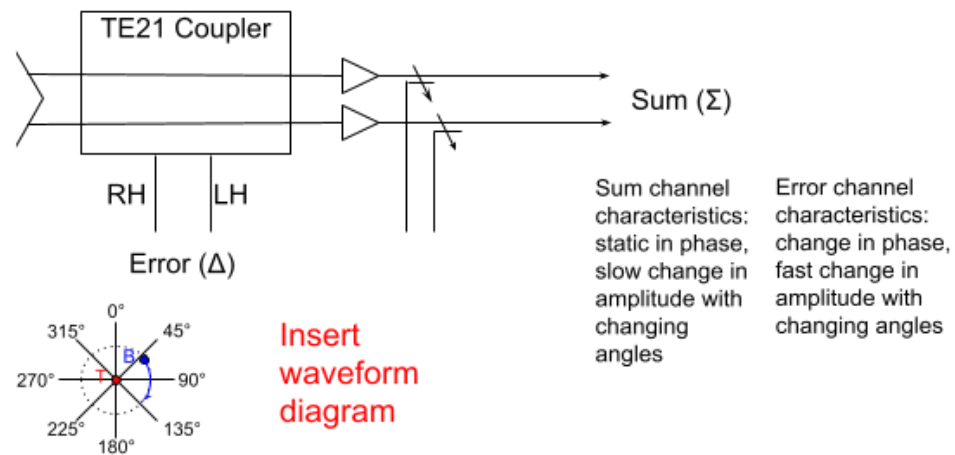 TE21 Coupler
Sum (Σ)
RH
LH
Error (Δ)
Sum channel
characteristics:
static in phase,
slow change in
amplitude with
changing
angles
Error channel
characteristics:
change in phase,
fast change in
amplitude with
changing angles
0°
315°
45°
B
270°
T
90°
225°
135°
180°
Insert
waveform
diagram